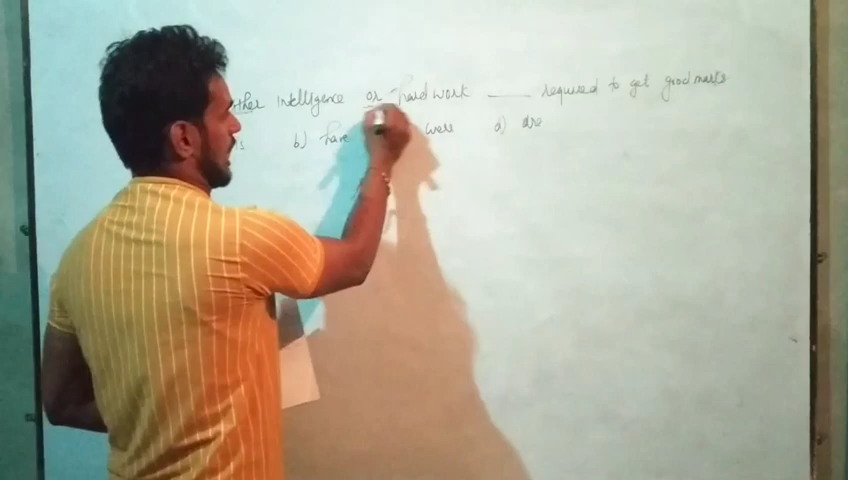 ther Intelligence or hard work ____ required to get good marks
s b) have were d) are